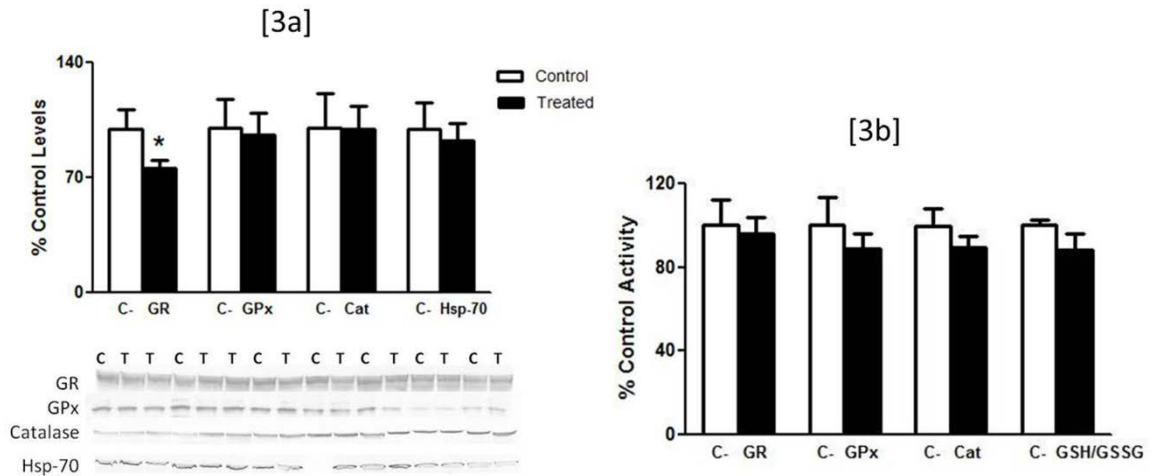 [3a]
140
70
0
% Control Levels
Control
Treated
*
C- GR C- GPx C- Cat C- Hsp-70
C T T C T T C T C T C T C T C T
GR
GPx
Catalase
Hsp-70
[3b]
120
80
40
0
% Control Activity
C- GR C- GPx C- Cat C- GSH/GSSG